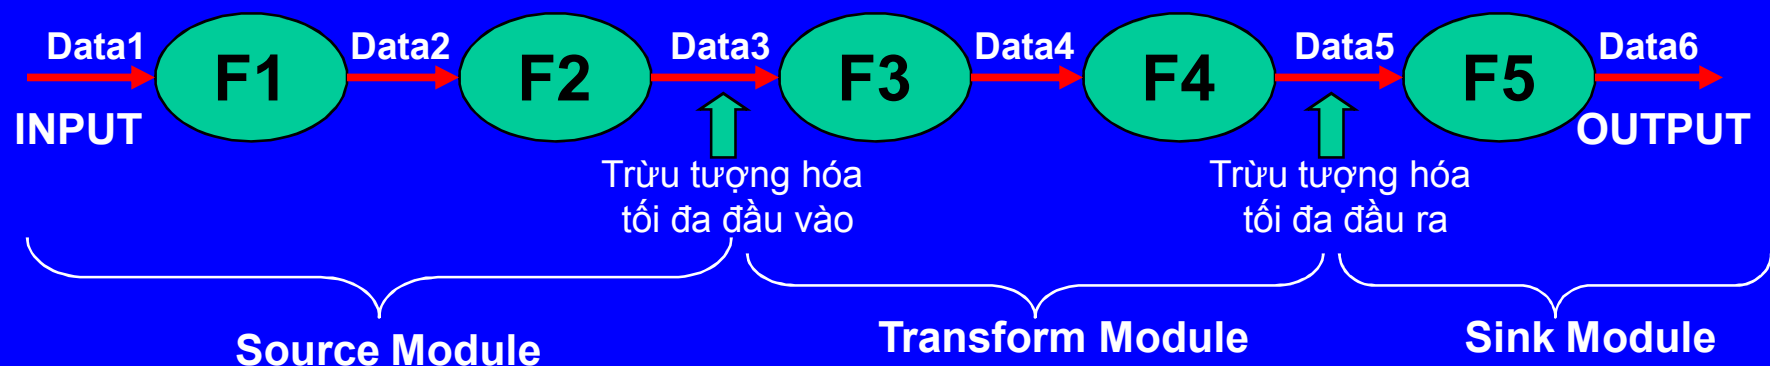 Data1 F1 Data2 F2 Data3 F3 Data4 F4 Data5 F5 Data6
INPUT OUTPUT
Trừu tượng hóa
tối đa đầu vào
Trừu tượng hóa
tối đa đầu ra
Source Module Transform Module Sink Module